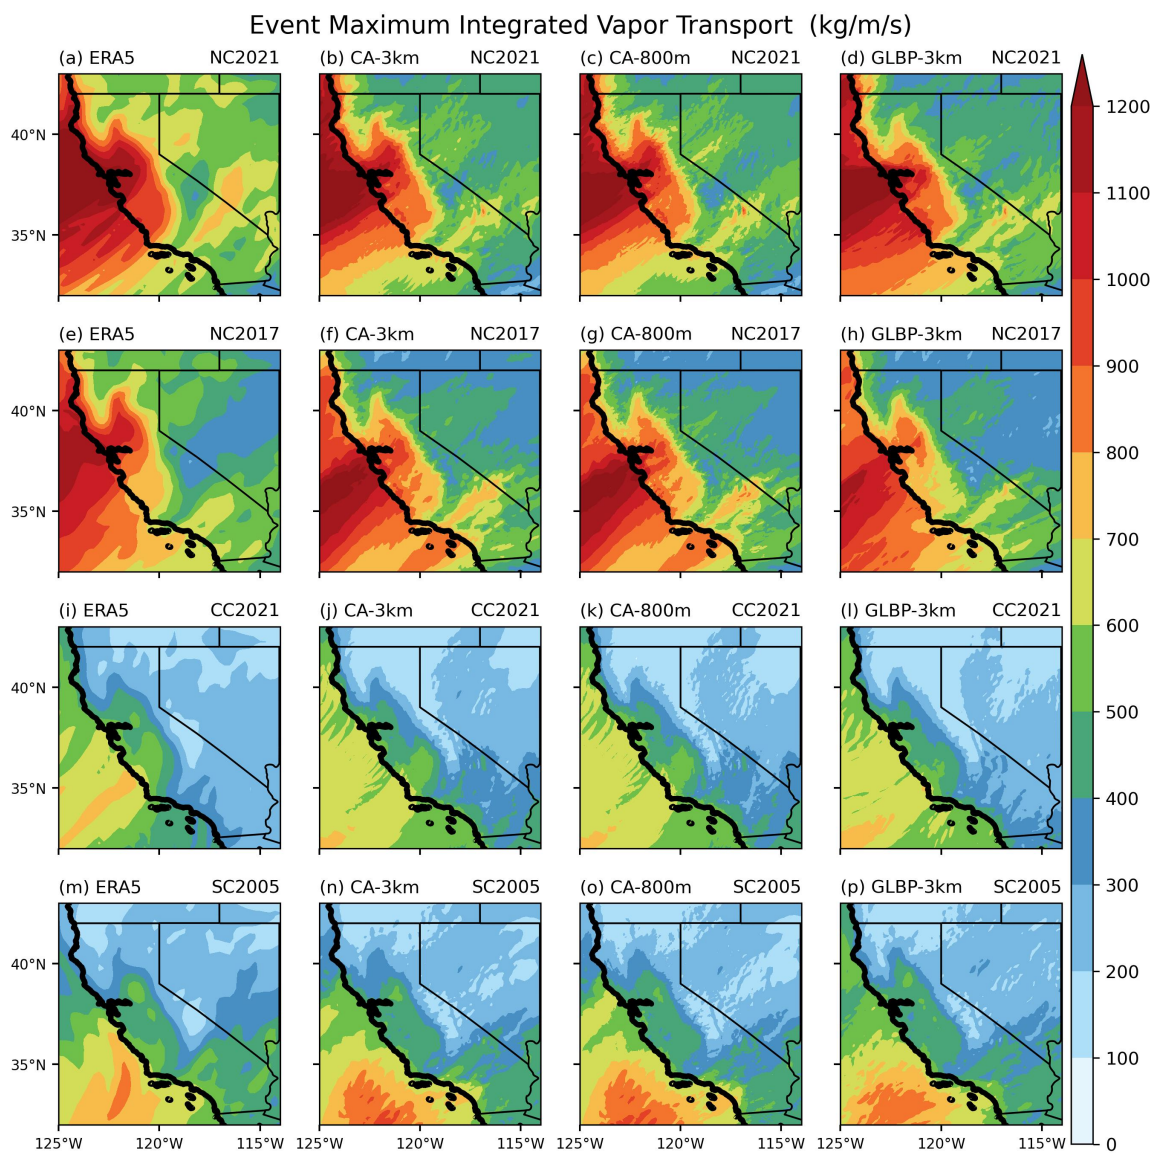 Event Maximum Integrated Vapor Transport (kg/m/s)
(a) ERA5 NC2021 (b) CA-3km NC2021 (c) CA-800m NC2021 (d) GLBP-3km NC2021
40°N
35°N
(e) ERA5 NC2017 (f) CA-3km NC2017 (g) CA-800m NC2017 (h) GLBP-3km NC2017
40°N
35°N
(i) ERA5 CC2021 (j) CA-3km CC2021 (k) CA-800m CC2021 (l) GLBP-3km CC2021
40°N
35°N
(m) ERA5 SC2005 (n) CA-3km SC2005 (o) CA-800m SC2005 (p) GLBP-3km SC2005
40°N
35°N
125°W 120°W 115°W 120°W 115°W 120°W 115°W 120°W 115°W
1200
1100
1000
900
800
700
600
500
400
300
200
100
0